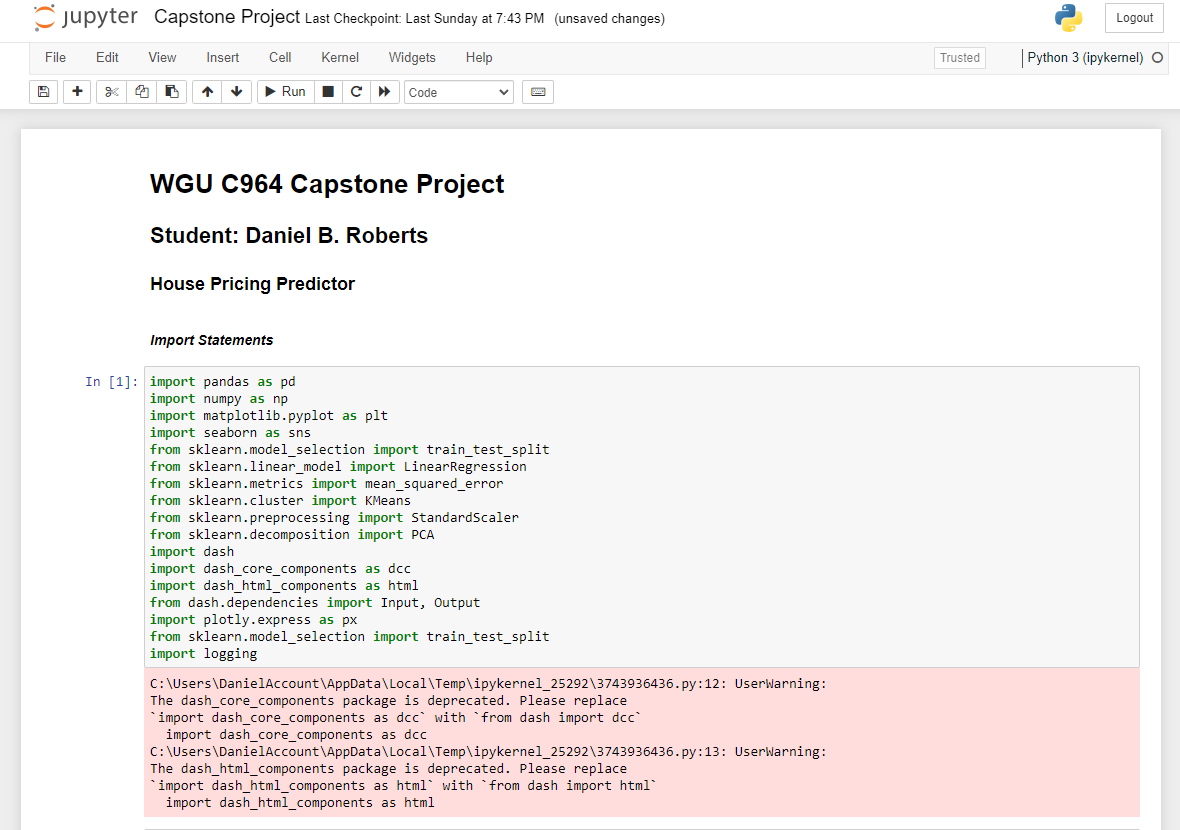 jupyter Capstone Project Last Checkpoint: Last Sunday at 7:43 PM (unsaved changes) Logout
File Edit View Insert Cell Kernel Widgets Help Trusted Python 3 (ipykernel)
Run Code
WGU C964 Capstone Project
Student: Daniel B. Roberts
House Pricing Predictor
Import Statements
In [1]: import pandas as pd
import numpy as np
import matplotlib.pyplot as plt
import seaborn as sns
from sklearn.model_selection import train_test_split
from sklearn.linear_model import LinearRegression
from sklearn.metrics import mean_squared_error
from sklearn.cluster import KMeans
from sklearn.preprocessing import StandardScaler
from sklearn.decomposition import PCA
import dash
import dash_core_components as dcc
import dash_html_components as html
from dash.dependencies import Input, Output
import plotly.express as px
from sklearn.model_selection import train_test_split
import logging
C:\Users\DanielAccount\AppData\Local\Temp\ipykernel_25292\3743936436.py:12: UserWarning:
The dash_core_components package is deprecated. Please replace
`import dash_core_components as dcc` with `from dash import dcc`
import dash_core_components as dcc
C:\Users\DanielAccount\AppData\Local\Temp\ipykernel_25292\3743936436.py:13: UserWarning:
The dash_html_components package is deprecated. Please replace
`import dash_html_components as html` with `from dash import html`
import dash_html_components as html